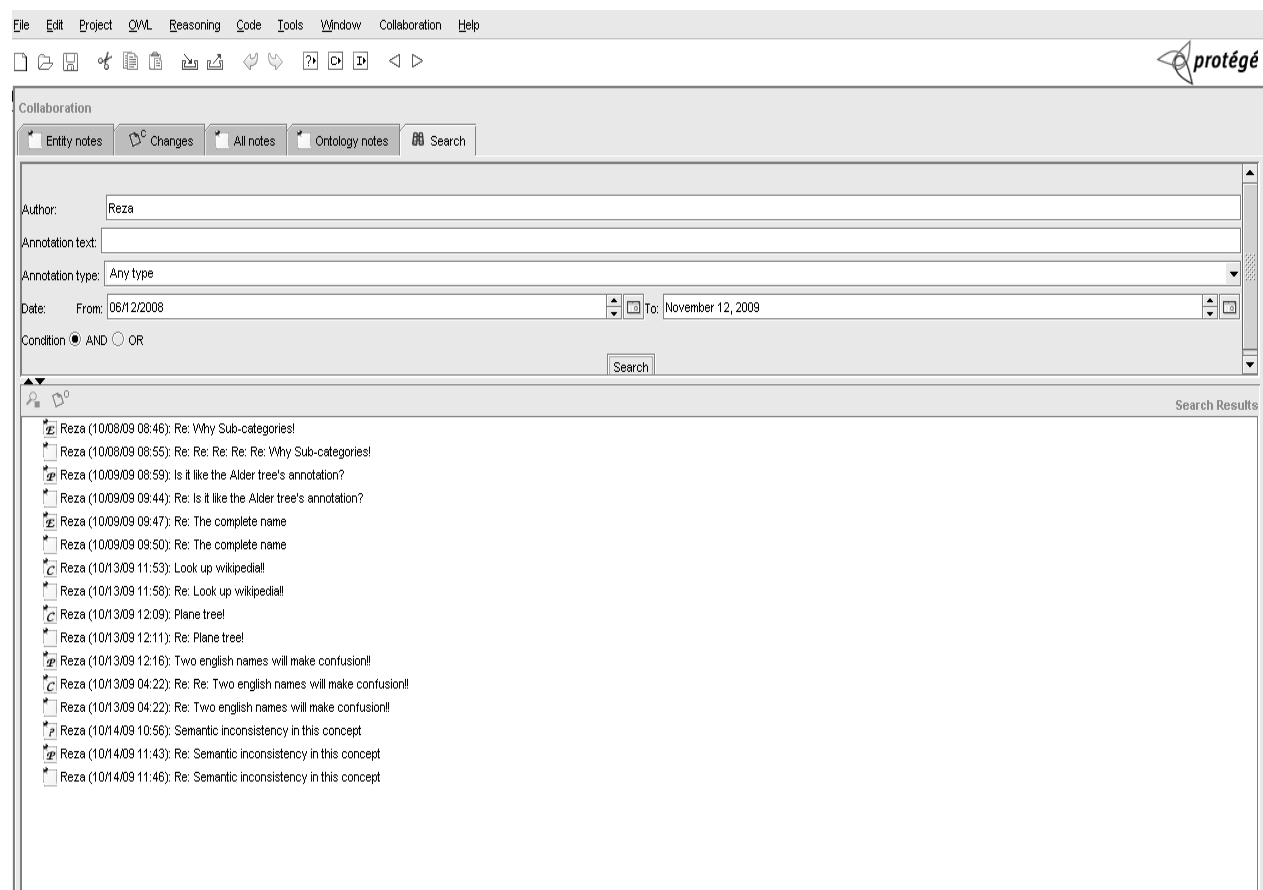 File Edit Project OWL Reasoning Code Tools Window Collaboration Help
protégé
Collaboration
Entity notes Changes All notes Ontology notes Search
Author: Reza
Annotation text:
Annotation type: Any type
Date: From: 06/12/2008 To: November 12, 2009
Condition AND OR
Search
Search Results
E Reza (10/08/09 08:46): Re: Why Sub-categories!
Reza (10/08/09 08:55): Re: Re: Re: Re: Re: Why Sub-categories!
P Reza (10/09/09 08:59): Is it like the Alder tree's annotation?
Reza (10/09/09 09:44): Re: Is it like the Alder tree's annotation?
E Reza (10/09/09 09:47): Re: The complete name
Reza (10/09/09 09:50): Re: The complete name
C Reza (10/13/09 11:53): Look up wikipedia!!
Reza (10/13/09 11:58): Re: Look up wikipedia!!
C Reza (10/13/09 12:09): Plane tree!
Reza (10/13/09 12:11): Re: Plane tree!
P Reza (10/13/09 12:16): Two english names will make confusion!!
C Reza (10/13/09 04:22): Re: Re: Two english names will make confusion!!
Reza (10/13/09 04:22): Re: Two english names will make confusion!!
? Reza (10/14/09 10:56): Semantic inconsistency in this concept
P Reza (10/14/09 11:43): Re: Semantic inconsistency in this concept
Reza (10/14/09 11:46): Re: Semantic inconsistency in this concept